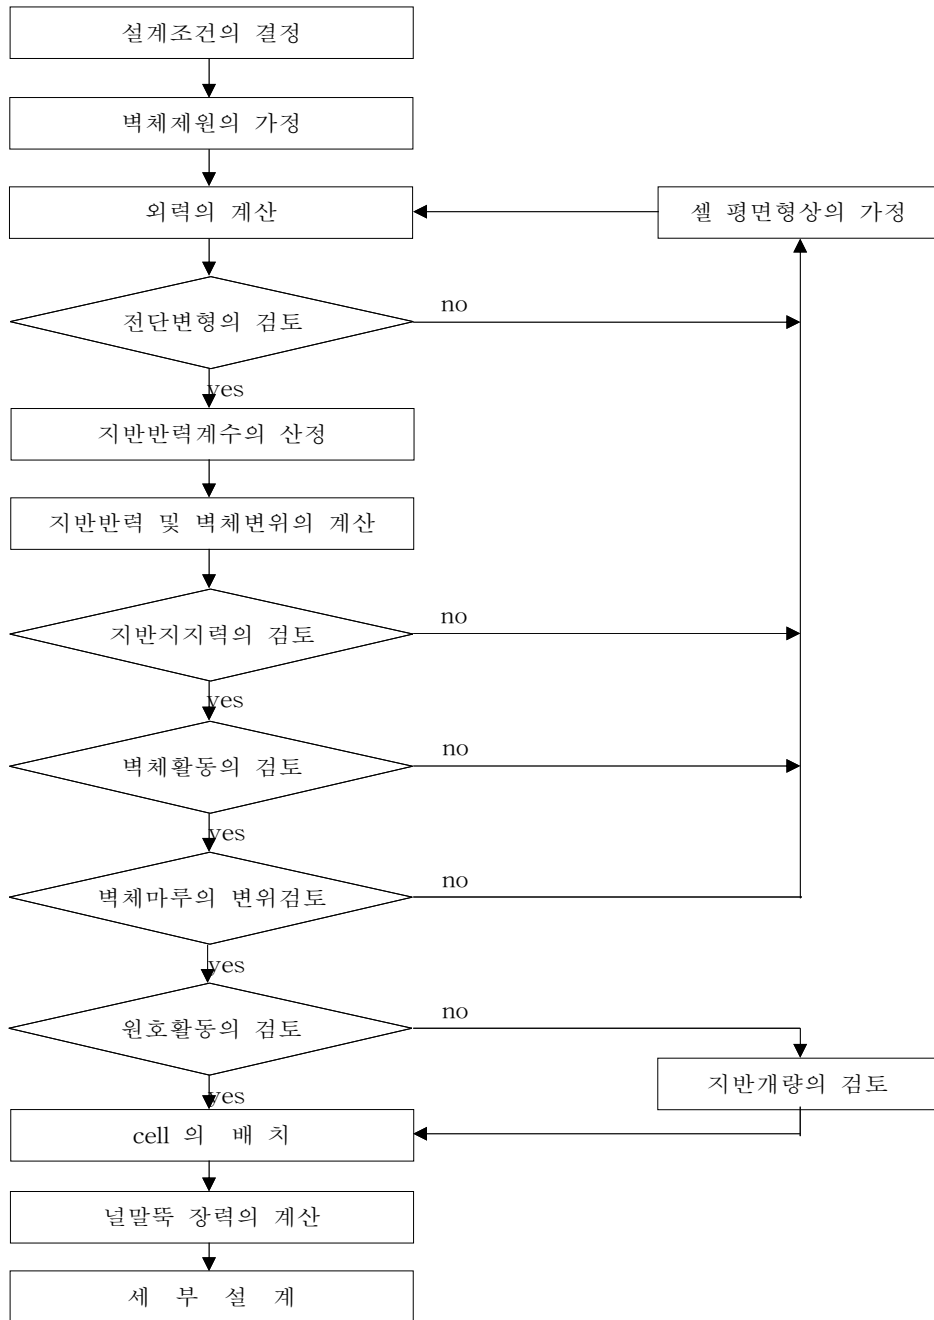 설계조건의 결정
벽체제원의 가정
외력의 계산
셀 평면형상의 가정
전단변형의 검토
no
yes
지반반력계수의 산정
지반반력 및 벽체변위의 계산
지반지지력의 검토
no
yes
벽체활동의 검토
no
yes
벽체마루의 변위검토
no
yes
원호활동의 검토
no
지반개량의 검토
yes
cell 의 배 치
널말뚝 장력의 계산
세 부 설 계